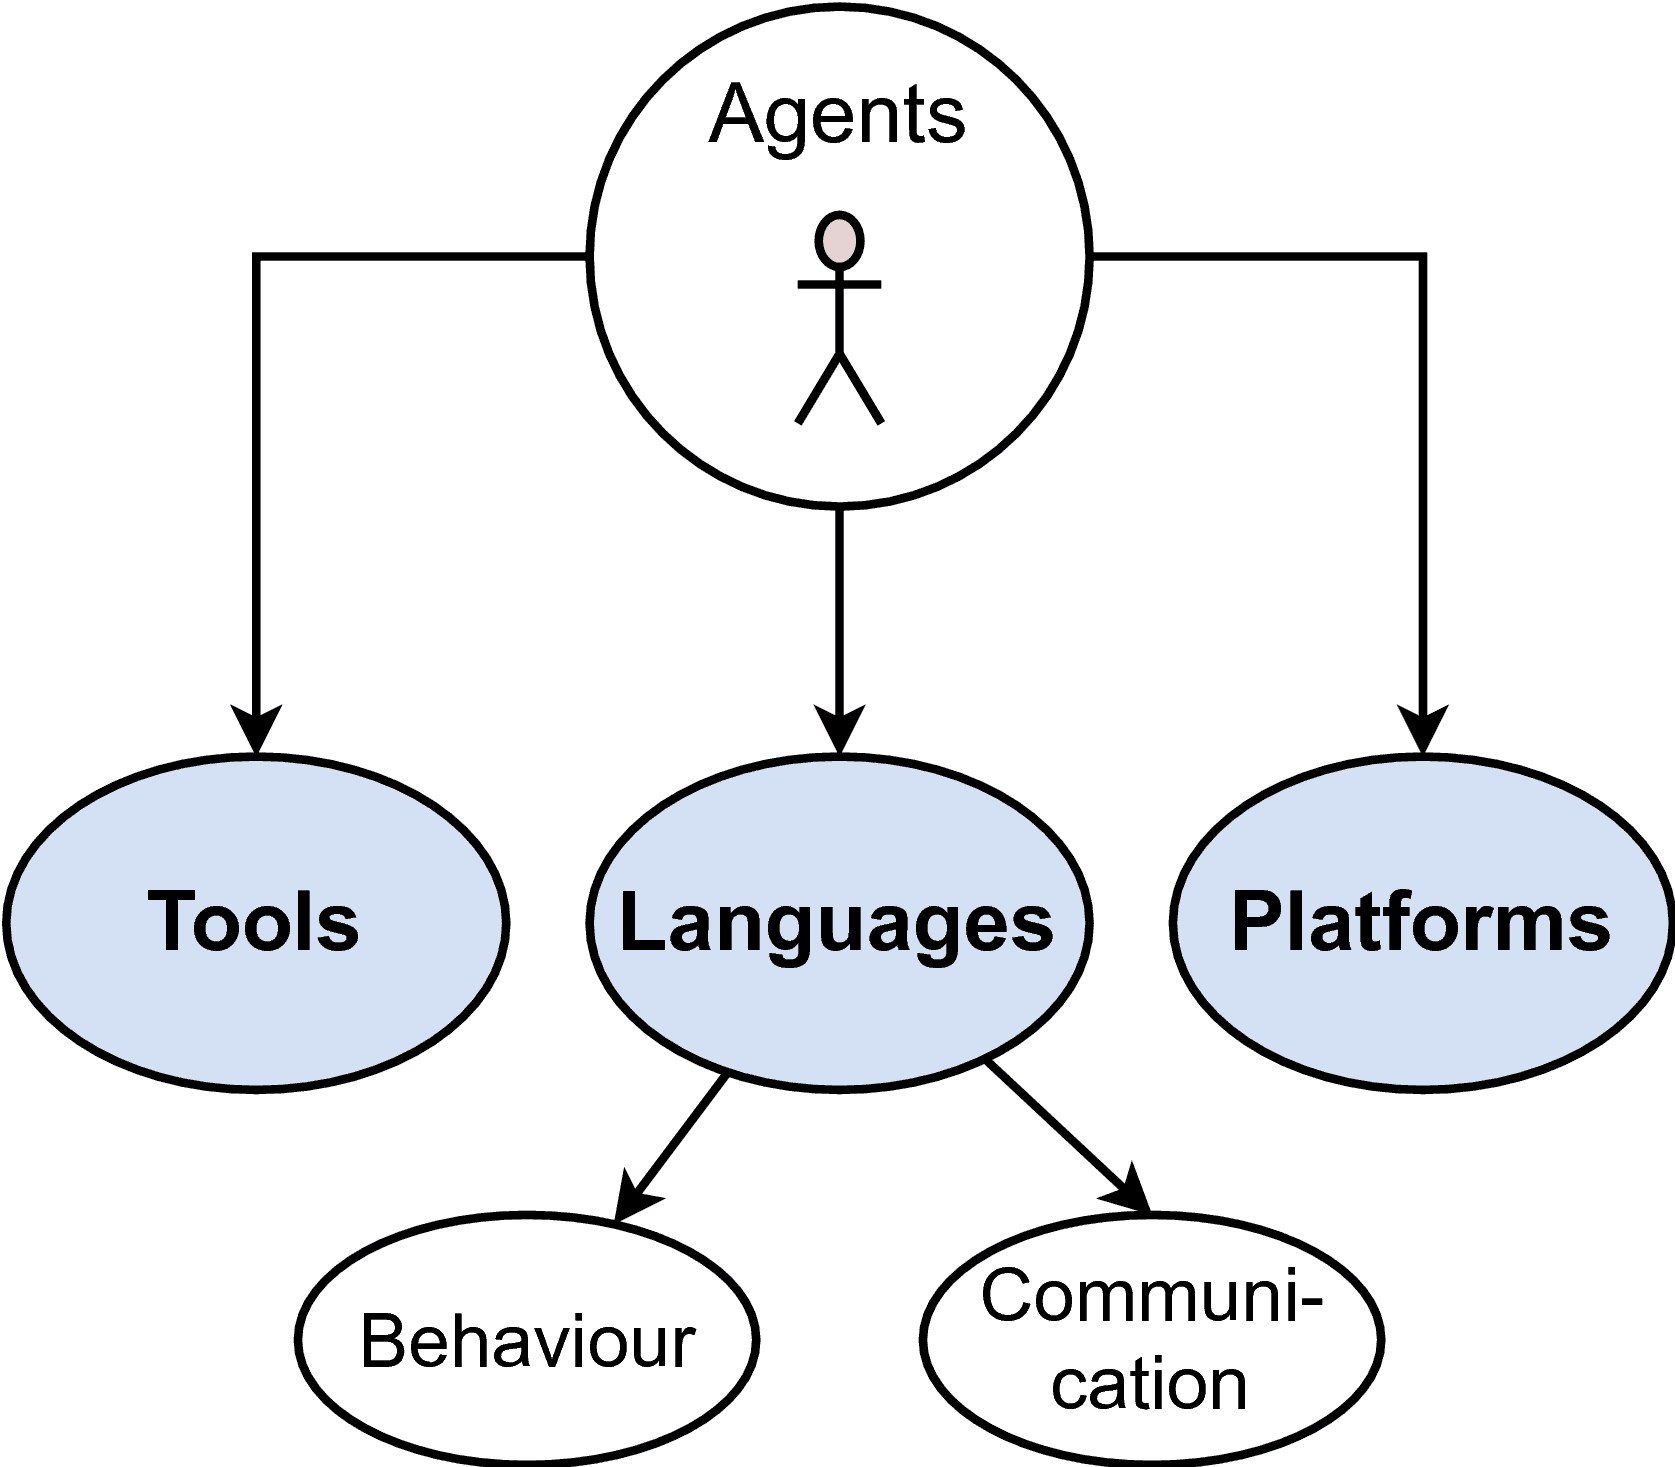 Agents
Tools
Languages
Platforms
Behaviour
Communi-
cation